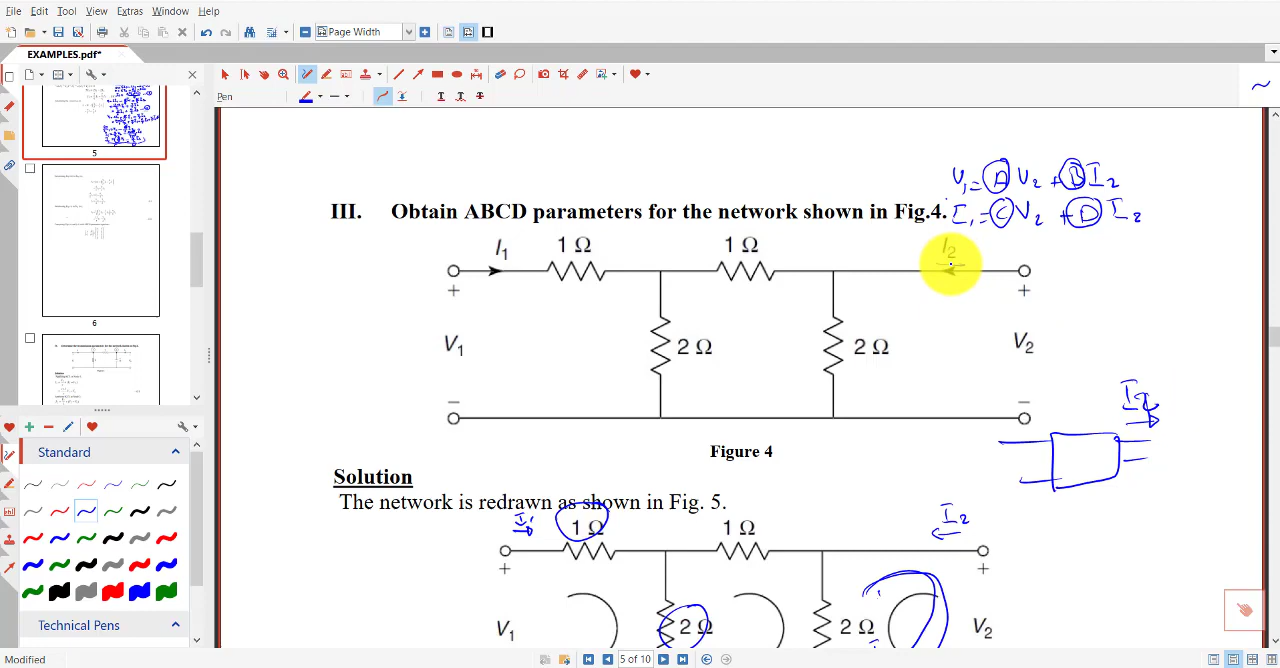 File Edit Tool View Extras Window Help
Page Width
EXAMPLES.pdf*
Pen
5
6
V1 = A V2 + B I2
III. Obtain ABCD parameters for the network shown in Fig.4.
I1 = C V2 + D I2
I1 1 Ω 1 Ω I2
+ +
V1 2 Ω 2 Ω V2
− −
I2
Figure 4
Standard
Solution
The network is redrawn as shown in Fig. 5.
I1 1 Ω 1 Ω I2
+ +
V1 2 Ω 2 Ω V2
Technical Pens
Modified
5 of 10